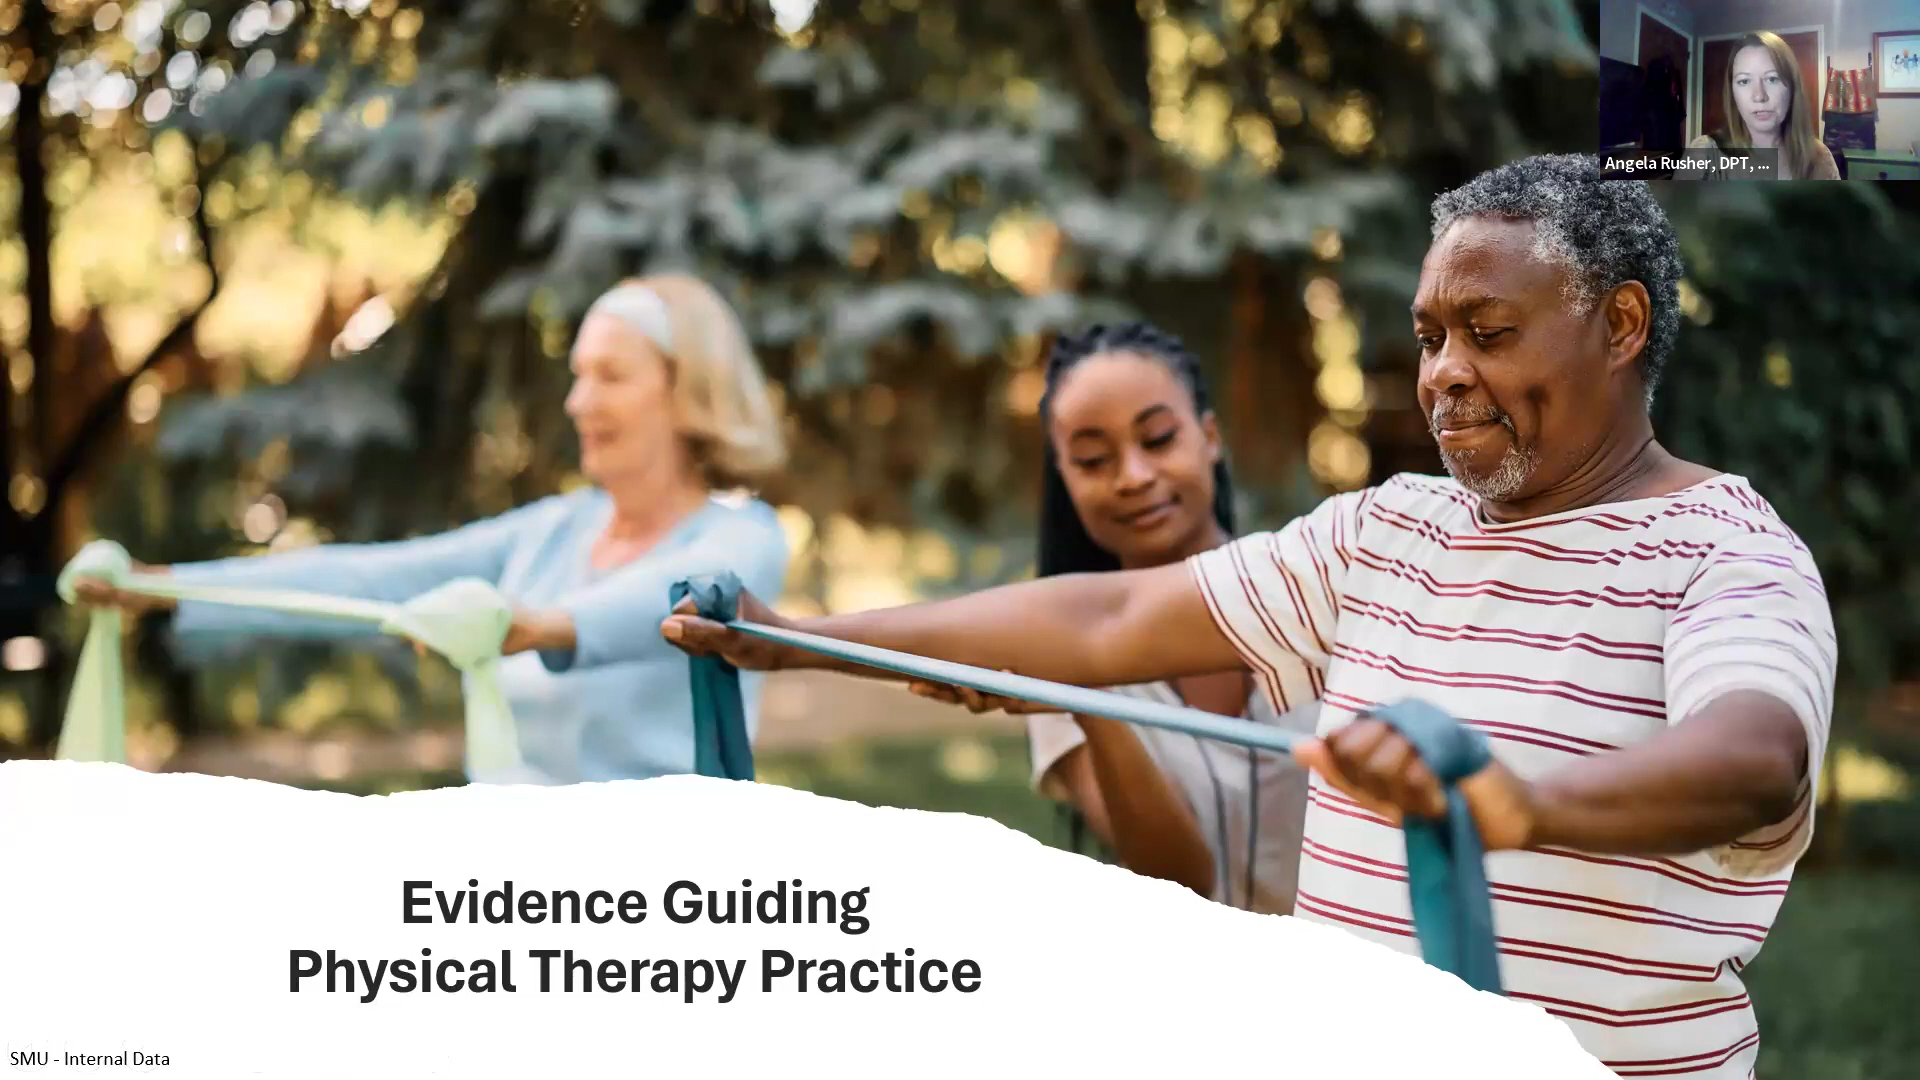 Angela Rusher, DPT, ...
Evidence Guiding
Physical Therapy Practice
SMU - Internal Data